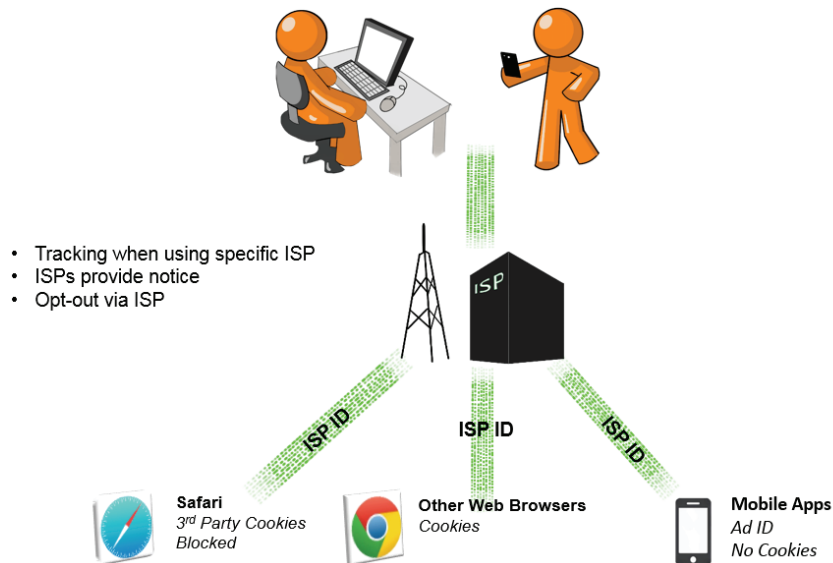 • Tracking when using specific ISP
• ISPs provide notice
• Opt-out via ISP
ISP
ISP ID
ISP ID
ISP ID
Safari
3rd Party Cookies
Blocked
Other Web Browsers
Cookies
Mobile Apps
Ad ID
No Cookies